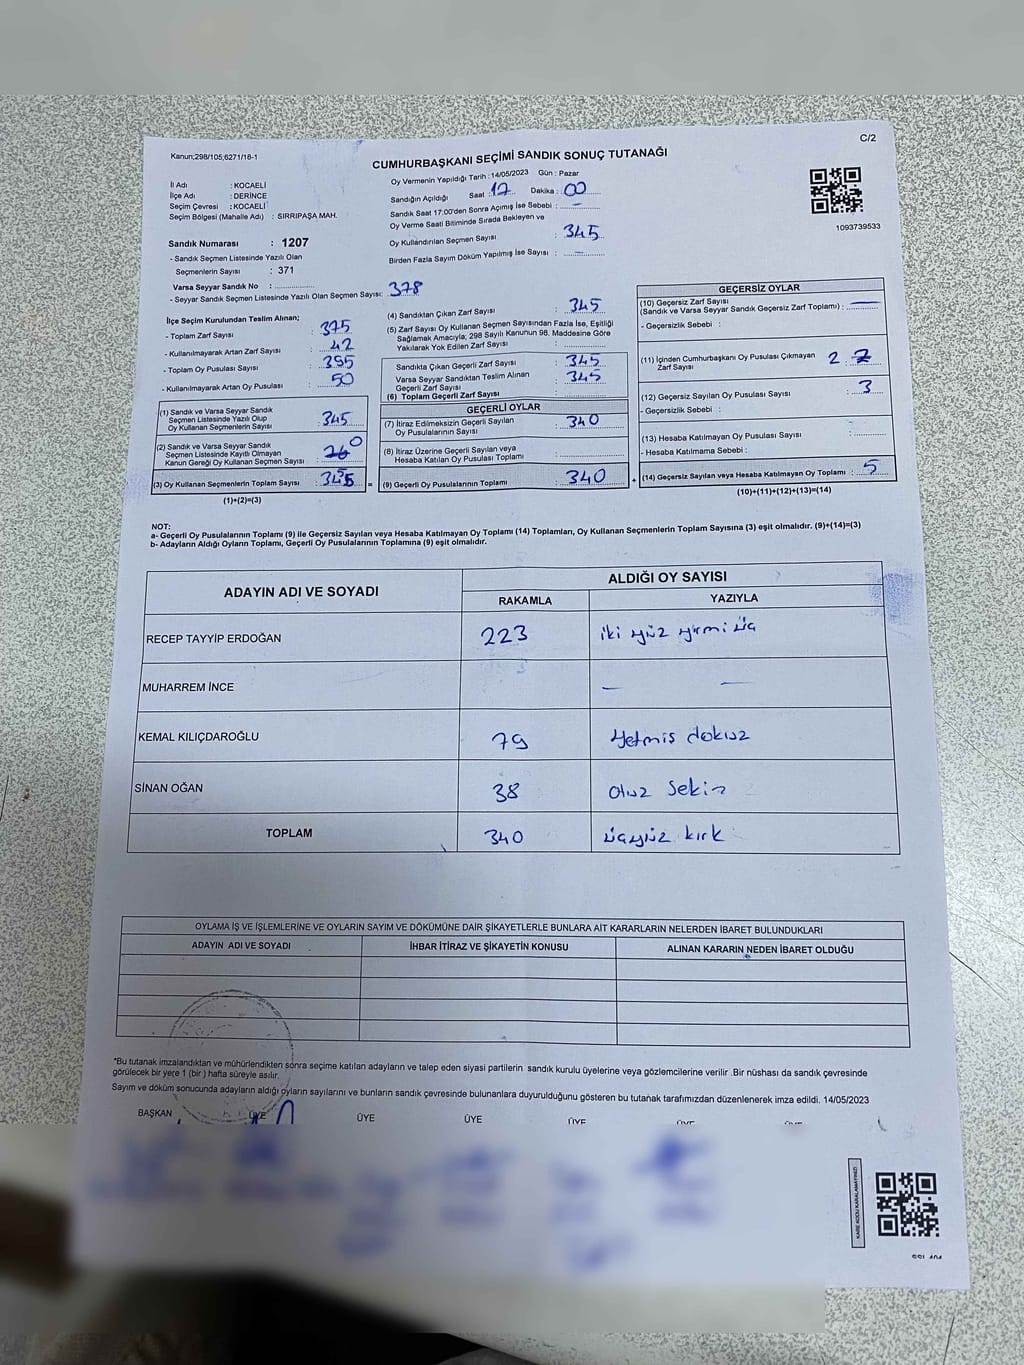 C/2
Kanun;298/105;6271/16-1
CUMHURBAŞKANI SEÇİMİ SANDIK SONUÇ TUTANAĞI
İl Adı : KOCAELİ
İlçe Adı : DERİNCE
Seçim Çevresi : KOCAELİ
Seçim Bölgesi (Mahalle Adı) : SIRRIPAŞA MAH.
Sandık Numarası : 1207
- Sandık Seçmen Listesinde Yazılı Olan
Seçmenlerin Sayısı : 371
Varsa Seyyar Sandık No :
- Seyyar Sandık Seçmen Listesinde Yazılı Olan Seçmen Sayısı: 378
Oy Vermenin Yapıldığı Tarih : 14/05/2023 Gün : Pazar
Sandığın Açıldığı Saat : 17 Dakika : 00
Sandık Saat 17:00'den Sonra Açımış İse Sebebi : -
Oy Verme Saati Bitiminde Sırada Bekleyen ve
Oy Kullandırılan Seçmen Sayısı : 345
Birden Fazla Sayım Döküm Yapılmış İse Sayısı : -
1093739533
İlçe Seçim Kurulundan Teslim Alınan;
- Toplam Zarf Sayısı : 375
- Kullanılmayarak Artan Zarf Sayısı : 42
- Toplam Oy Pusulası Sayısı : 395
- Kullanılmayarak Artan Oy Pusulası : 50
(1) Sandık ve Varsa Seyyar Sandık
Seçmen Listesinde Yazılı Olup
Oy Kullanan Seçmenlerin Sayısı : 345
(2) Sandık ve Varsa Seyyar Sandık
Seçmen Listesinde Kayıtlı Olmayan
Kanun Gereği Oy Kullanan Seçmen Sayısı : 0
(3) Oy Kullanan Seçmenlerin Toplam Sayısı : 345 =
(1)+(2)=(3)
(4) Sandıktan Çıkan Zarf Sayısı : 345
(5) Zarf Sayısı Oy Kullanan Seçmen Sayısından Fazla İse, Eşitliği
Sağlamak Amacıyla; 298 Sayılı Kanunun 98. Maddesine Göre
Yakılarak Yok Edilen Zarf Sayısı :
Sandıkta Çıkan Geçerli Zarf Sayısı : 345
Varsa Seyyar Sandıktan Teslim Alınan
Geçerli Zarf Sayısı : 345
(6) Toplam Geçerli Zarf Sayısı :
GEÇERLİ OYLAR
(7) İtiraz Edilmeksizin Geçerli Sayılan
Oy Pusulalarının Sayısı : 340
(8) İtiraz Üzerine Geçerli Sayılan veya
Hesaba Katılan Oy Pusulası Toplamı :
(9) Geçerli Oy Pusulalarının Toplamı : 340 +
GEÇERSİZ OYLAR
(10) Geçersiz Zarf Sayısı
(Sandık ve Varsa Seyyar Sandık Geçersiz Zarf Toplamı) : -
- Geçersizlik Sebebi :
(11) İçinden Cumhurbaşkanı Oy Pusulası Çıkmayan
Zarf Sayısı : 2 2
(12) Geçersiz Sayılan Oy Pusulası Sayısı : 3
- Geçersizlik Sebebi :
(13) Hesaba Katılmayan Oy Pusulası Sayısı :
- Hesaba Katılmama Sebebi :
(14) Geçersiz Sayılan veya Hesaba Katılmayan Oy Toplamı : 5
(10)+(11)+(12)+(13)=(14)
NOT:
a- Geçerli Oy Pusulalarının Toplamı (9) ile Geçersiz Sayılan veya Hesaba Katılmayan Oy Toplamı (14) Toplamları, Oy Kullanan Seçmenlerin Toplam Sayısına (3) eşit olmalıdır. (9)+(14)=(3)
b- Adayların Aldığı Oyların Toplamı, Geçerli Oy Pusulalarının Toplamına (9) eşit olmalıdır.
ADAYIN ADI VE SOYADI
ALDIĞI OY SAYISI
RAKAMLA YAZIYLA
RECEP TAYYİP ERDOĞAN 223 iki yüz yirmi üç
MUHARREM İNCE — —
KEMAL KILIÇDAROĞLU 79 yetmiş dokuz
SİNAN OĞAN 38 otuz sekiz
TOPLAM 340 üçyüz kırk
OYLAMA İŞ VE İŞLEMLERİNE VE OYLARIN SAYIM VE DÖKÜMÜNE DAİR ŞİKAYETLERLE BUNLARA AİT KARARLARIN NELERDEN İBARET BULUNDUKLARI
ADAYIN ADI VE SOYADI İHBAR İTİRAZ VE ŞİKAYETİN KONUSU ALINAN KARARIN NEDEN İBARET OLDUĞU
*Bu tutanak imzalandıktan ve mühürlendikten sonra seçime katılan adayların ve talep eden siyasi partilerin sandık kurulu üyelerine veya gözlemcilerine verilir .Bir nüshası da sandık çevresinde
görülecek bir yere 1 (bir ) hafta süreyle asılır.
Sayım ve döküm sonucunda adayların aldığı oyların sayılarını ve bunların sandık çevresinde bulunanlara duyurulduğunu gösteren bu tutanak tarafımızdan düzenlenerek imza edildi. 14/05/2023
BAŞKAN ÜYE ÜYE ÜYE ÜYE ÜYE ÜYE
KARE KODU KARALAMAYINIZ!